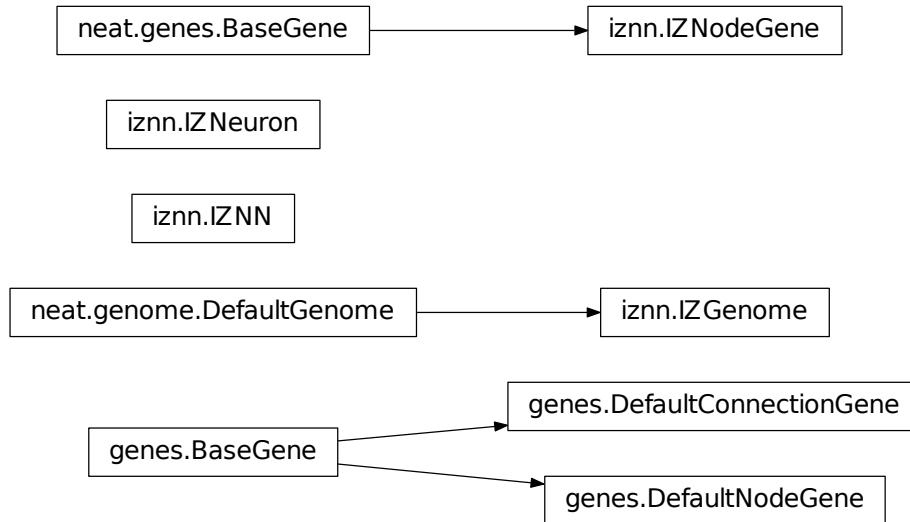 neat.genes.BaseGene
iznn.IZNodeGene
iznn.IZNeuron
iznn.IZNN
neat.genome.DefaultGenome
iznn.IZGenome
genes.DefaultConnectionGene
genes.BaseGene
genes.DefaultNodeGene